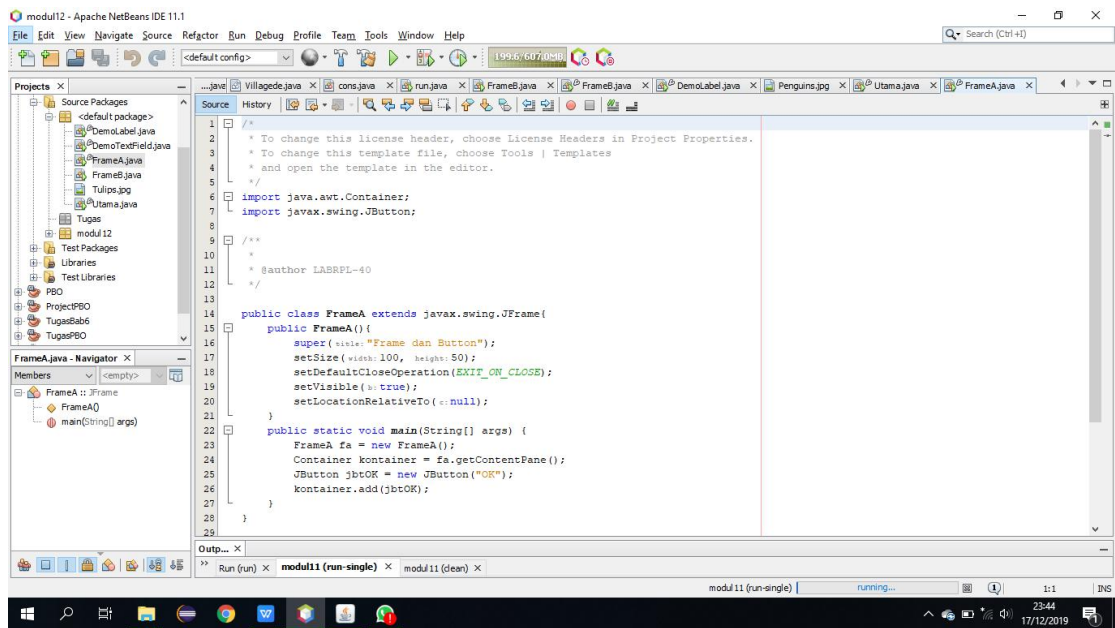 modul12 - Apache NetBeans IDE 11.1
File Edit View Navigate Source Refactor Run Debug Profile Team Tools Window Help
Search (Ctrl+I)
<default config>
199.6/607.0MB
Projects
Source Packages
<default package>
DemoLabel.java
DemoTextField.java
FrameA.java
FrameB.java
Tulips.jpg
Utama.java
Tugas
modul12
Test Packages
Libraries
Test Libraries
PBO
ProjectPBO
TugasBab6
TugasPBO
FrameA.java - Navigator
Members <empty>
FrameA :: JFrame
FrameA()
main(String[] args)
...java Villagede.java cons.java run.java FrameB.java FrameB.java DemoLabel.java Penguins.jpg Utama.java FrameA.java
Source History
1 /*
2 * To change this license header, choose License Headers in Project Properties.
3 * To change this template file, choose Tools | Templates
4 * and open the template in the editor.
5 */
6 import java.awt.Container;
7 import javax.swing.JButton;
8
9 /**
10 *
11 * @author LABRPL-40
12 */
13
14 public class FrameA extends javax.swing.JFrame{
15 public FrameA(){
16 super(title: "Frame dan Button");
17 setSize(width: 100, height: 50);
18 setDefaultCloseOperation(EXIT_ON_CLOSE);
19 setVisible(b: true);
20 setLocationRelativeTo(c: null);
21 }
22 public static void main(String[] args) {
23 FrameA fa = new FrameA();
24 Container kontainer = fa.getContentPane();
25 JButton jbtOK = new JButton("OK");
26 kontainer.add(jbtOK);
27 }
28 }
29
Outp...
Run (run) modul11 (run-single) modul11 (clean)
modul11 (run-single) running... 1 1:1 INS
23:44
17/12/2019